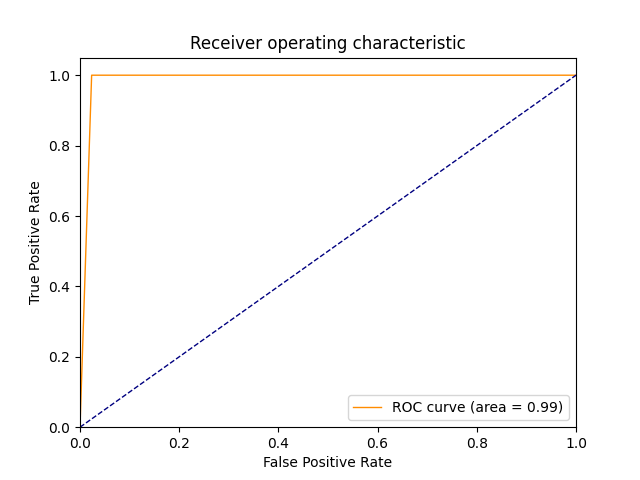 Receiver operating characteristic
True Positive Rate
1.0
0.8
0.6
0.4
0.2
0.0
ROC curve (area = 0.99)
0.0 0.2 0.4 0.6 0.8 1.0
False Positive Rate